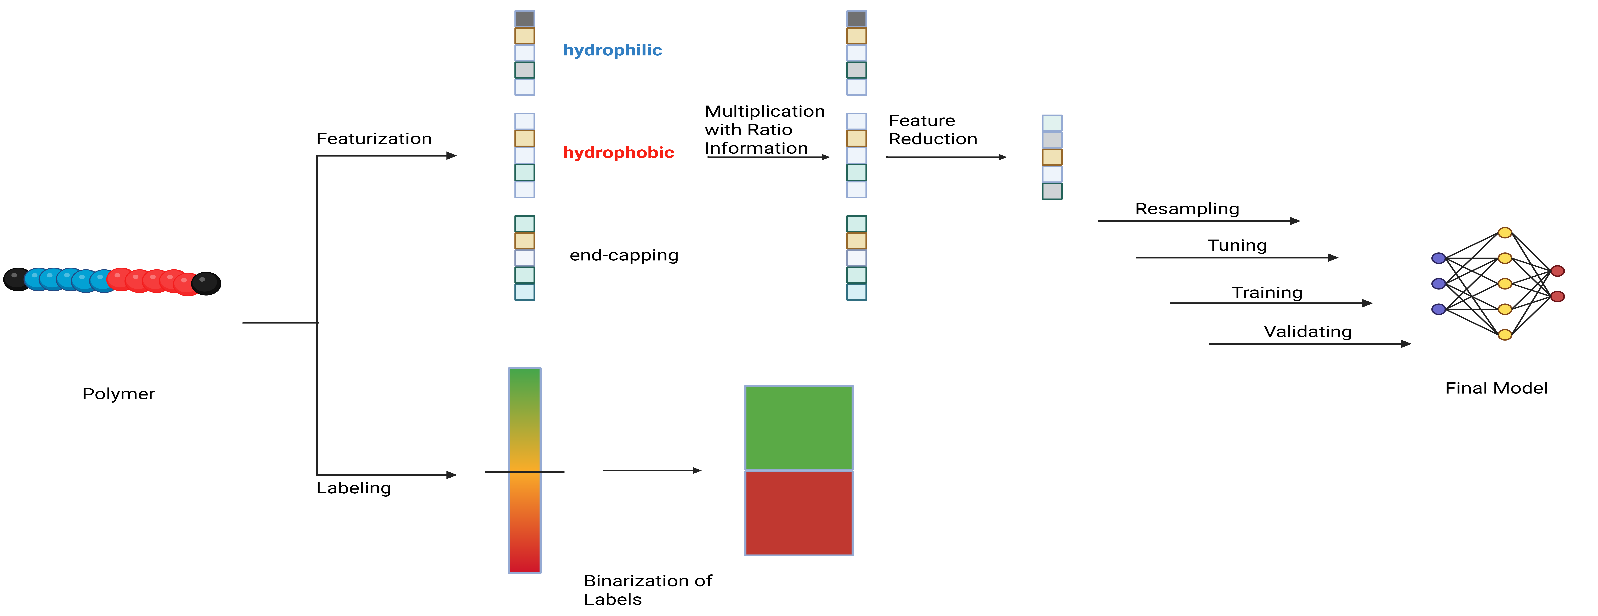 hydrophilic
Multiplication
with Ratio
Information
Feature
Reduction
Featurization
hydrophobic
Resampling
Tuning
end-capping
Training
Validating
Polymer
Final Model
Labeling
Binarization of
Labels